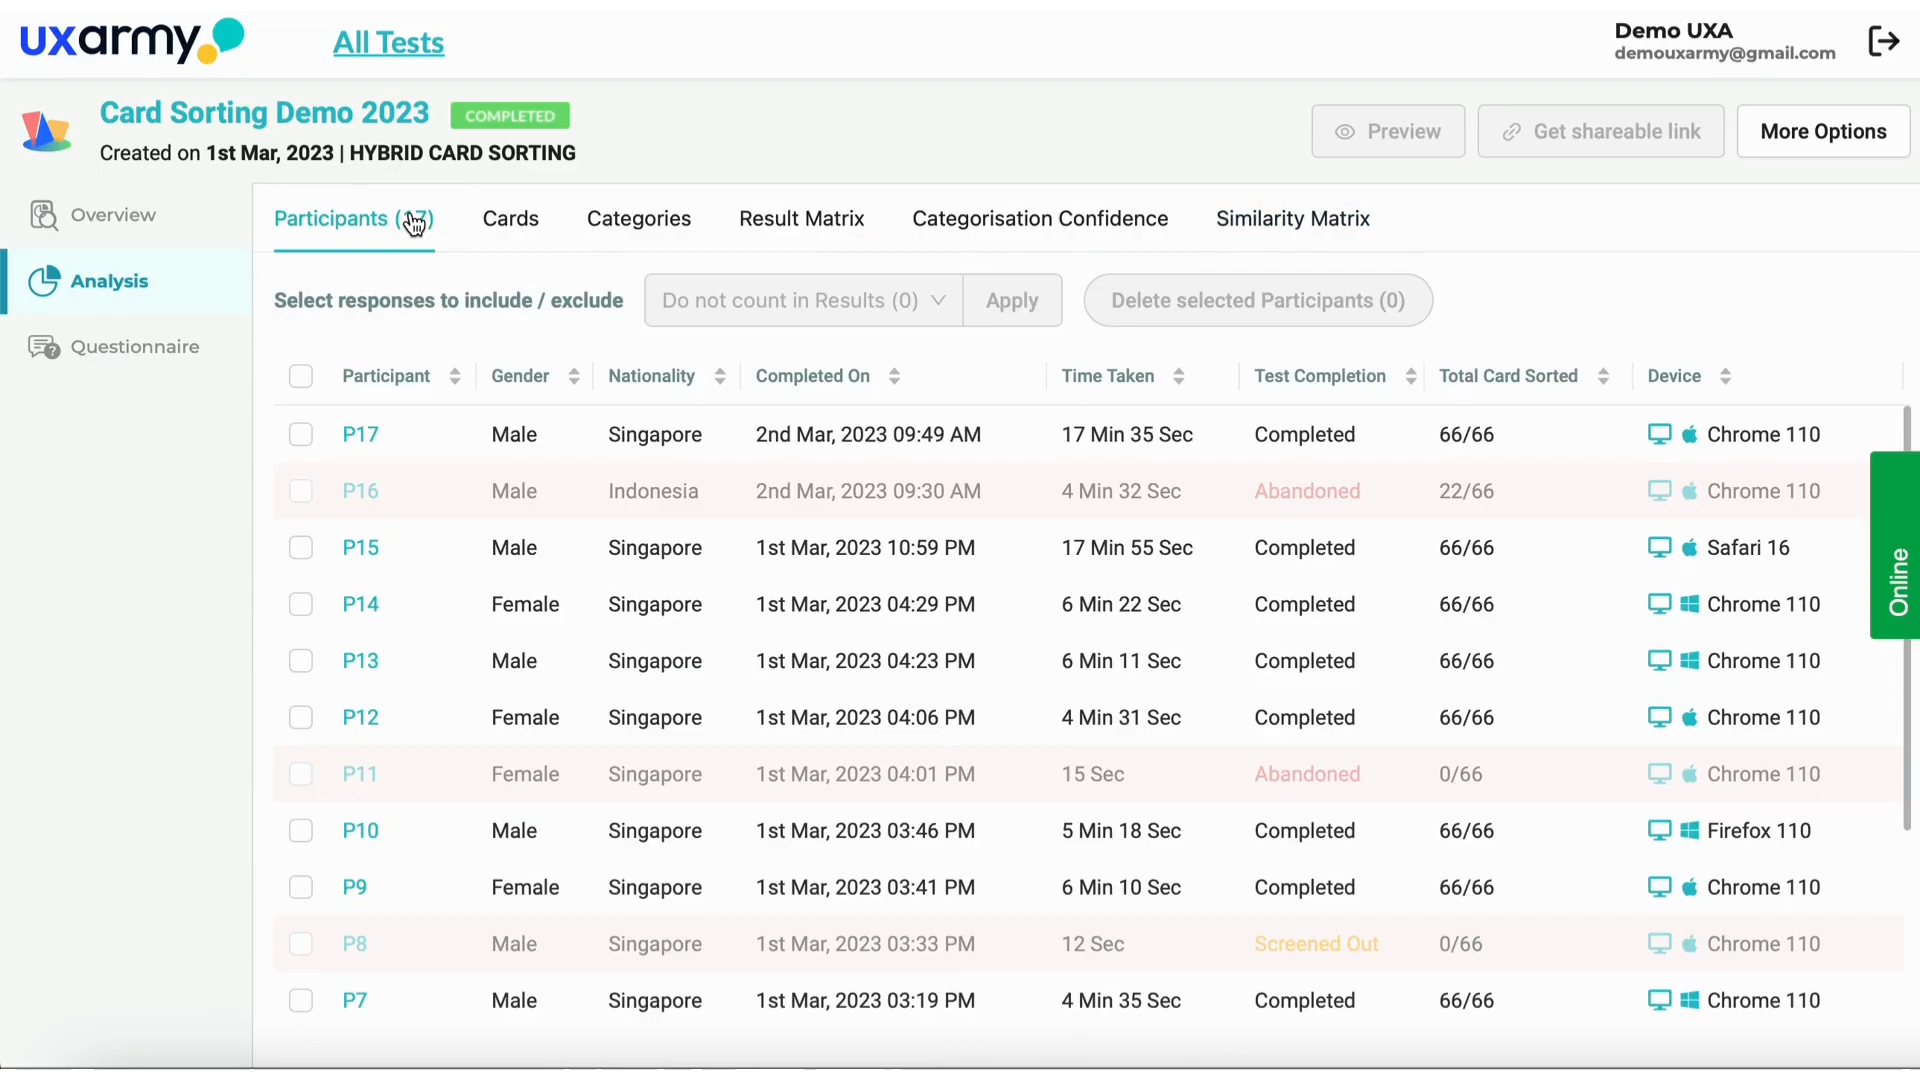 uxarmy All Tests Demo UXA
demouxarmy@gmail.com
Card Sorting Demo 2023 COMPLETED
Created on 1st Mar, 2023 | HYBRID CARD SORTING
Preview Get shareable link More Options
Overview
Analysis
Questionnaire
Participants (17) Cards Categories Result Matrix Categorisation Confidence Similarity Matrix
Select responses to include / exclude Do not count in Results (0) Apply Delete selected Participants (0)
Participant Gender Nationality Completed On Time Taken Test Completion Total Card Sorted Device
P17 Male Singapore 2nd Mar, 2023 09:49 AM 17 Min 35 Sec Completed 66/66 Chrome 110
P16 Male Indonesia 2nd Mar, 2023 09:30 AM 4 Min 32 Sec Abandoned 22/66 Chrome 110
P15 Male Singapore 1st Mar, 2023 10:59 PM 17 Min 55 Sec Completed 66/66 Safari 16
P14 Female Singapore 1st Mar, 2023 04:29 PM 6 Min 22 Sec Completed 66/66 Chrome 110
P13 Male Singapore 1st Mar, 2023 04:23 PM 6 Min 11 Sec Completed 66/66 Chrome 110
P12 Female Singapore 1st Mar, 2023 04:06 PM 4 Min 31 Sec Completed 66/66 Chrome 110
P11 Female Singapore 1st Mar, 2023 04:01 PM 15 Sec Abandoned 0/66 Chrome 110
P10 Male Singapore 1st Mar, 2023 03:46 PM 5 Min 18 Sec Completed 66/66 Firefox 110
P9 Female Singapore 1st Mar, 2023 03:41 PM 6 Min 10 Sec Completed 66/66 Chrome 110
P8 Male Singapore 1st Mar, 2023 03:33 PM 12 Sec Screened Out 0/66 Chrome 110
P7 Male Singapore 1st Mar, 2023 03:19 PM 4 Min 35 Sec Completed 66/66 Chrome 110
Online